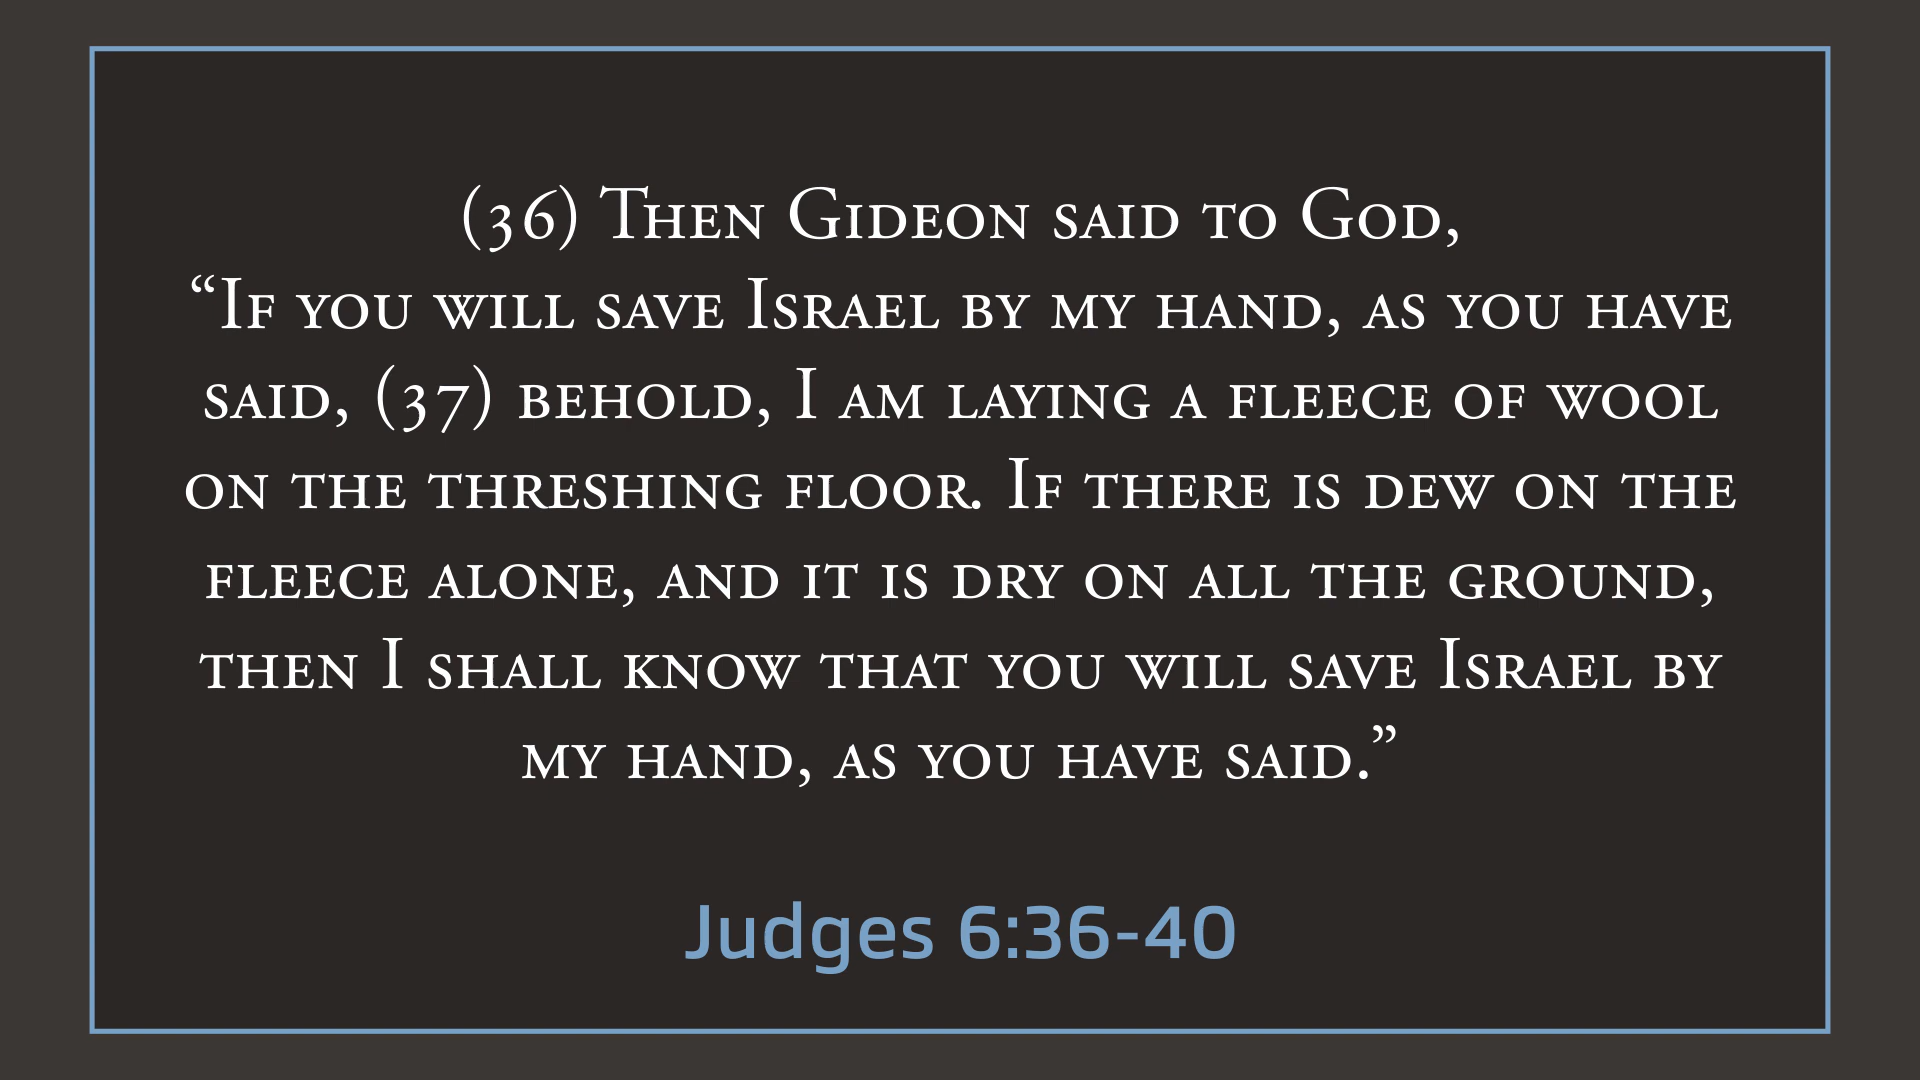 (36) Then Gideon said to God,
“If you will save Israel by my hand, as you have
said, (37) behold, I am laying a fleece of wool
on the threshing floor. If there is dew on the
fleece alone, and it is dry on all the ground,
then I shall know that you will save Israel by
my hand, as you have said.”
Judges 6:36-40